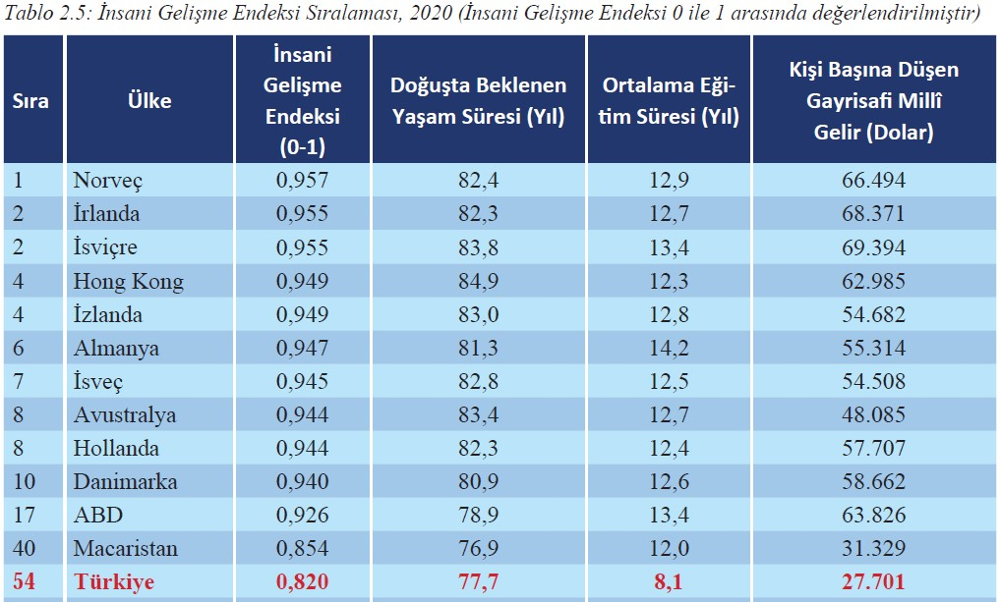 Tablo 2.5: İnsani Gelişme Endeksi Sıralaması, 2020 (İnsani Gelişme Endeksi 0 ile 1 arasında değerlendirilmiştir)
Sıra
Ülke
İnsani
Gelişme
Endeksi
(0-1)
Doğuşta Beklenen
Yaşam Süresi (Yıl)
Ortalama Eği-
tim Süresi (Yıl)
Kişi Başına Düşen
Gayrisafi Millî
Gelir (Dolar)
1 Norveç 0,957 82,4 12,9 66.494
2 İrlanda 0,955 82,3 12,7 68.371
2 İsviçre 0,955 83,8 13,4 69.394
4 Hong Kong 0,949 84,9 12,3 62.985
4 İzlanda 0,949 83,0 12,8 54.682
6 Almanya 0,947 81,3 14,2 55.314
7 İsveç 0,945 82,8 12,5 54.508
8 Avustralya 0,944 83,4 12,7 48.085
8 Hollanda 0,944 82,3 12,4 57.707
10 Danimarka 0,940 80,9 12,6 58.662
17 ABD 0,926 78,9 13,4 63.826
40 Macaristan 0,854 76,9 12,0 31.329
54 Türkiye 0,820 77,7 8,1 27.701